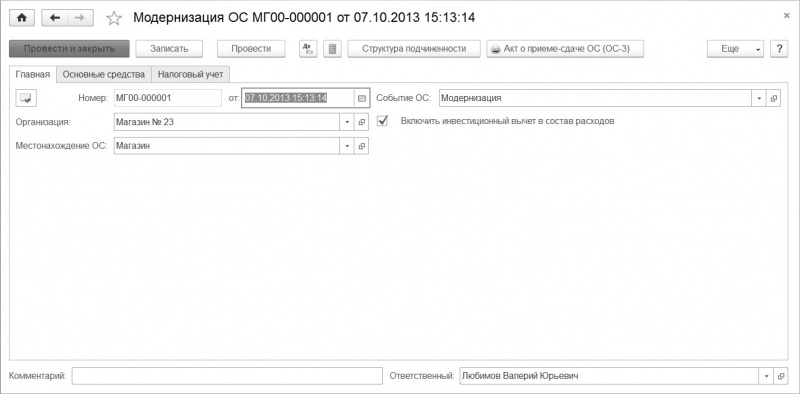 Модернизация ОС МГ00-000001 от 07.10.2013 15:13:14
Провести и закрыть Записать Провести Дт Кт Структура подчиненности Акт о приеме-сдаче ОС (ОС-3) Еще ?
Главная Основные средства Налоговый учет
Номер: МГ00-000001 от: 07.10.2013 15:13:14 Событие ОС: Модернизация
Организация: Магазин № 23 Включить инвестиционный вычет в состав расходов
Местонахождение ОС: Магазин
Комментарий: Ответственный: Любимов Валерий Юрьевич